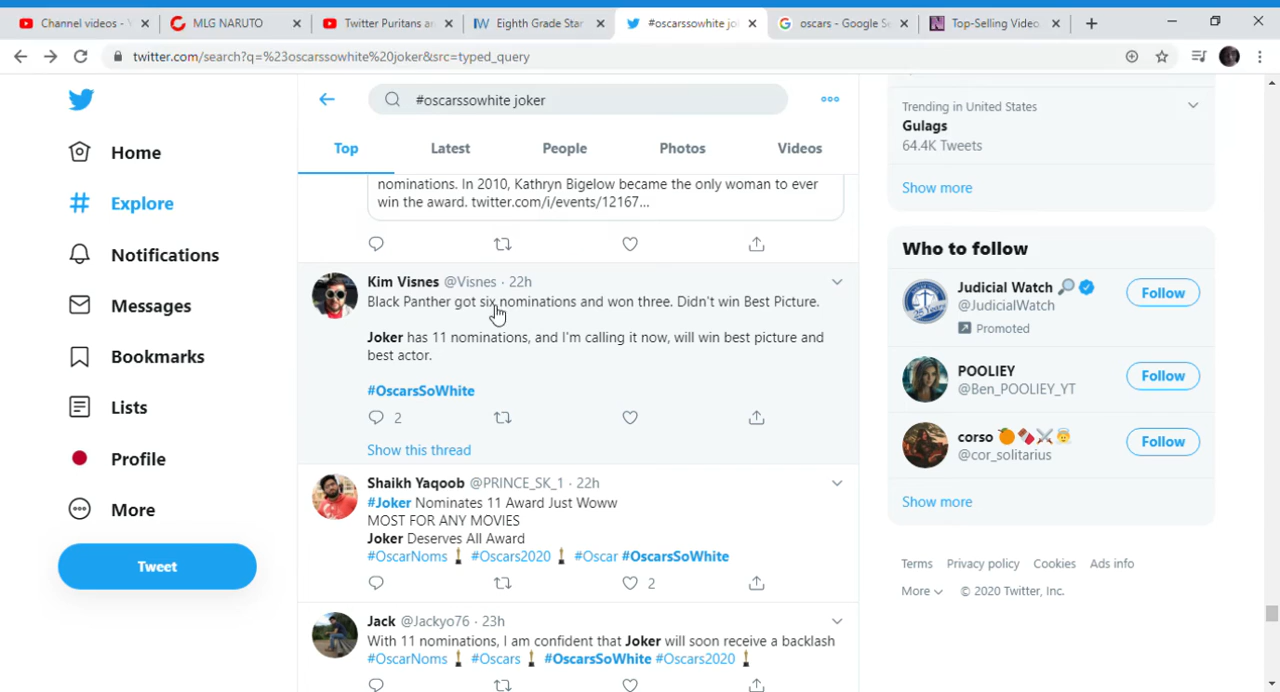 Channel videos - Y
MLG NARUTO
Twitter Puritans an
Eighth Grade Star
#oscarssowhite jo
oscars - Google Se
Top-Selling Video
twitter.com/search?q=%23oscarssowhite%20joker&src=typed_query
#oscarssowhite joker
Top
Latest
People
Photos
Videos
Home
Explore
Notifications
Messages
Bookmarks
Lists
Profile
More
Tweet
nominations. In 2010, Kathryn Bigelow became the only woman to ever
win the award. twitter.com/i/events/12167...
Kim Visnes @Visnes · 22h
Black Panther got six nominations and won three. Didn't win Best Picture.
Joker has 11 nominations, and I'm calling it now, will win best picture and
best actor.
#OscarsSoWhite
2
Show this thread
Shaikh Yaqoob @PRINCE_SK_1 · 22h
#Joker Nominates 11 Award Just Woww
MOST FOR ANY MOVIES
Joker Deserves All Award
#OscarNoms #Oscars2020 #Oscar #OscarsSoWhite
2
Jack @Jackyo76 · 23h
With 11 nominations, I am confident that Joker will soon receive a backlash
#OscarNoms #Oscars #OscarsSoWhite #Oscars2020
Trending in United States
Gulags
64.4K Tweets
Show more
Who to follow
Judicial Watch
@JudicialWatch
Promoted
Follow
POOLIEY
@Ben_POOLIEY_YT
Follow
corso
@cor_solitarius
Follow
Show more
Terms Privacy policy Cookies Ads info
More © 2020 Twitter, Inc.